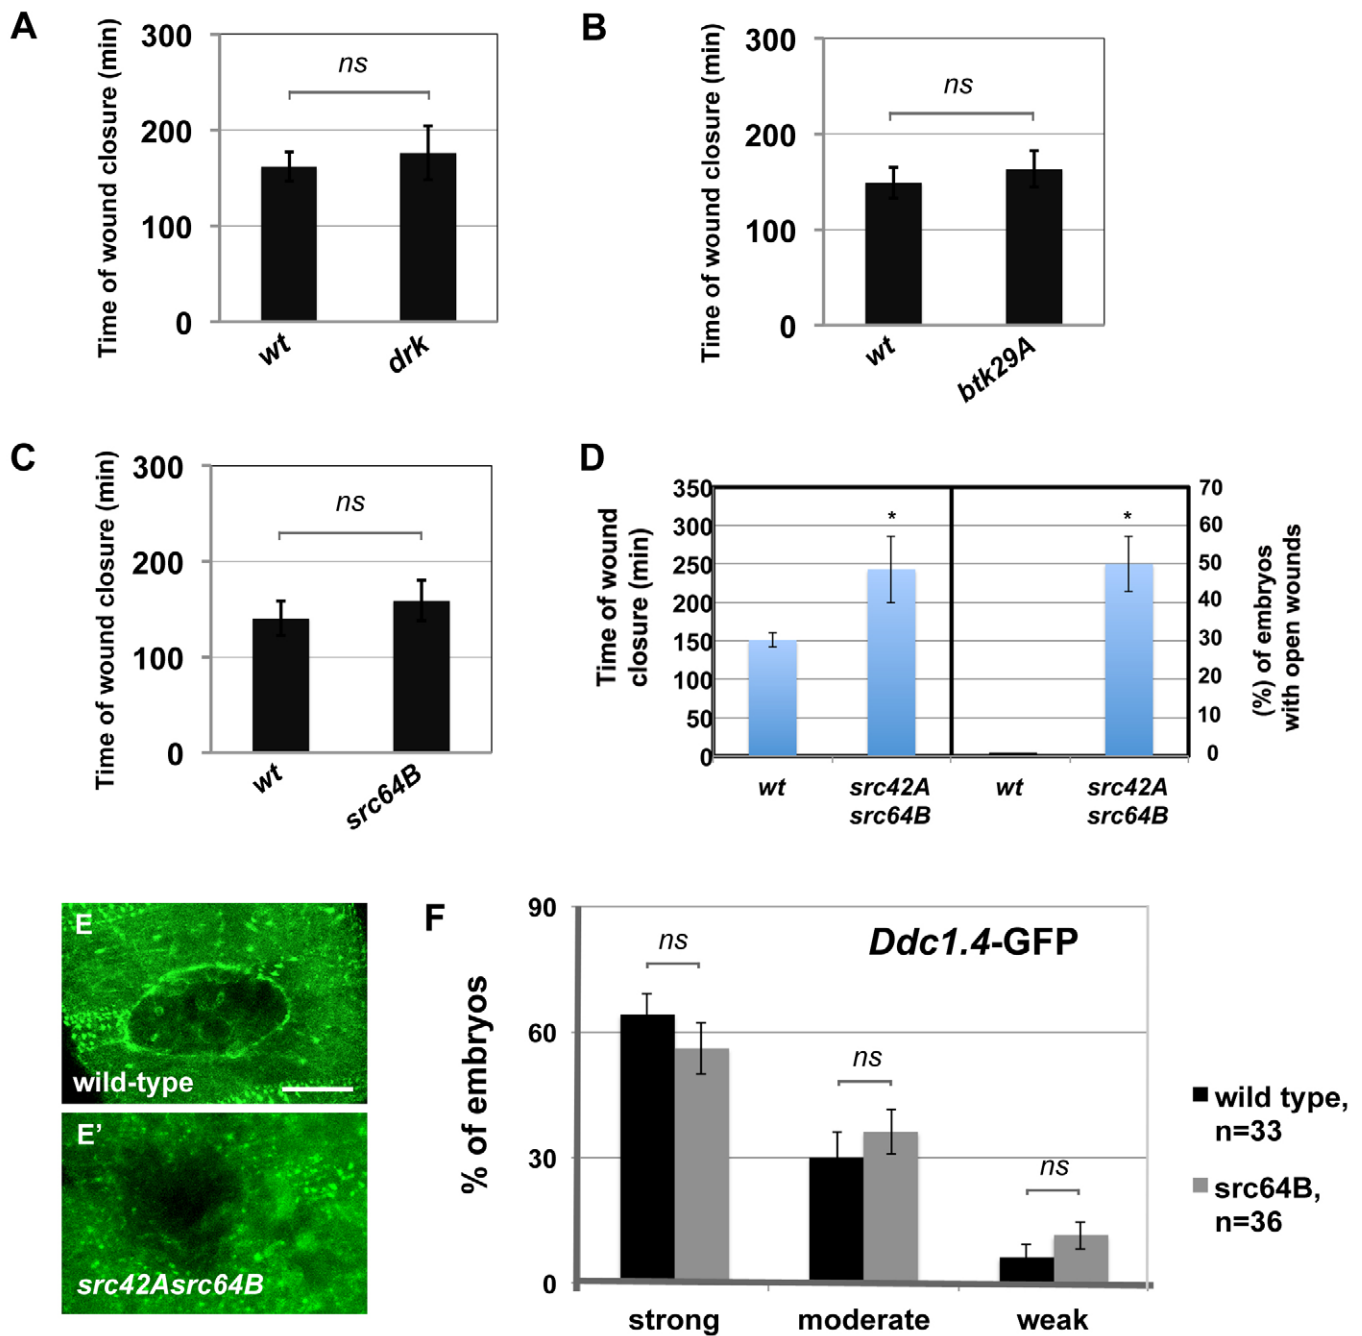 A
Time of wound closure (min)
300
200
100
0
ns
wt
drk
B
Time of wound closure (min)
300
200
100
0
ns
wt
btk29A
C
Time of wound closure (min)
300
200
100
0
ns
wt
src64B
D
Time of wound
closure (min)
350
300
250
200
150
100
50
0
*
*
70
60
50
40
30
20
10
0
(%) of embryos
with open wounds
wt
src42A
src64B
wt
src42A
src64B
E
wild-type
E'
src42Asrc64B
F
% of embryos
90
60
30
0
Ddc1.4-GFP
ns
ns
ns
strong
moderate
weak
wild type,
n=33
src64B,
n=36